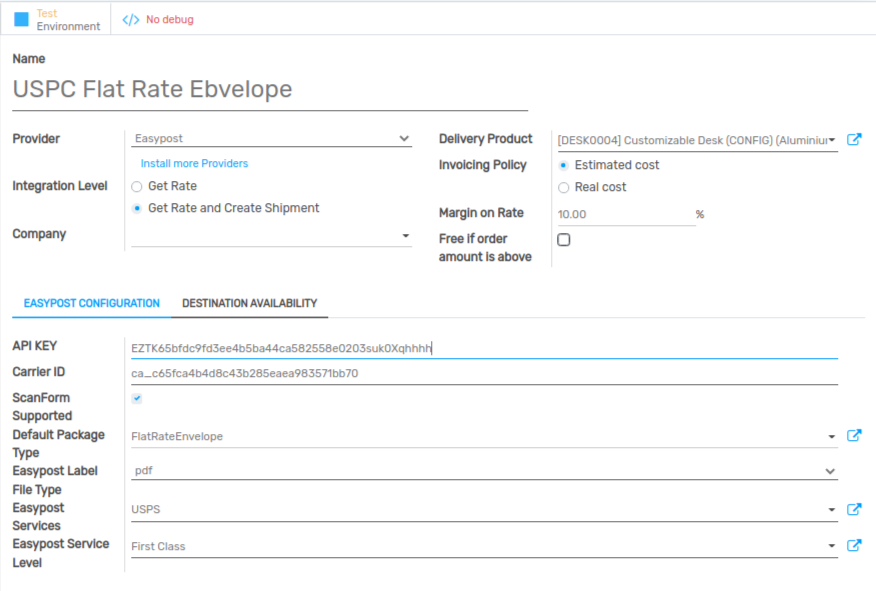 Test
Environment
No debug
Name
USPC Flat Rate Ebvelope
Provider
Easypost
Install more Providers
Integration Level
Get Rate
Get Rate and Create Shipment
Company
Delivery Product
[DESK0004] Customizable Desk (CONFIG) (Aluminiur
Invoicing Policy
Estimated cost
Real cost
Margin on Rate
10.00 %
Free if order
amount is above
EASYPOST CONFIGURATION DESTINATION AVAILABILITY
API KEY
EZTK65bfdc9fd3ee4b5ba44ca582558e0203suk0Xqhhhh
Carrier ID
ca_c65fca4b4d8c43b285eaea983571bb70
ScanForm
Supported
Default Package
Type
FlatRateEnvelope
Easypost Label
File Type
pdf
Easypost
Services
USPS
Easypost Service
Level
First Class